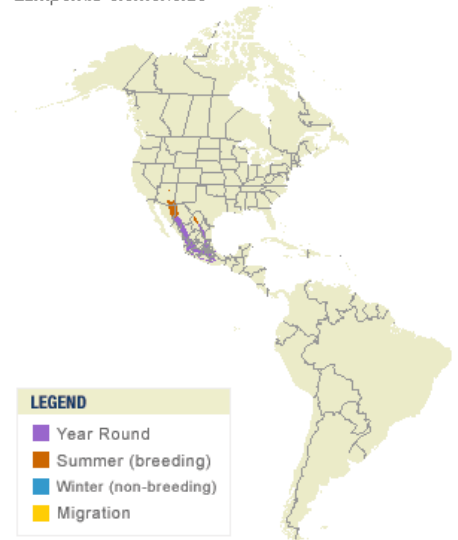 LEGEND
Year Round
Summer (breeding)
Winter (non-breeding)
Migration